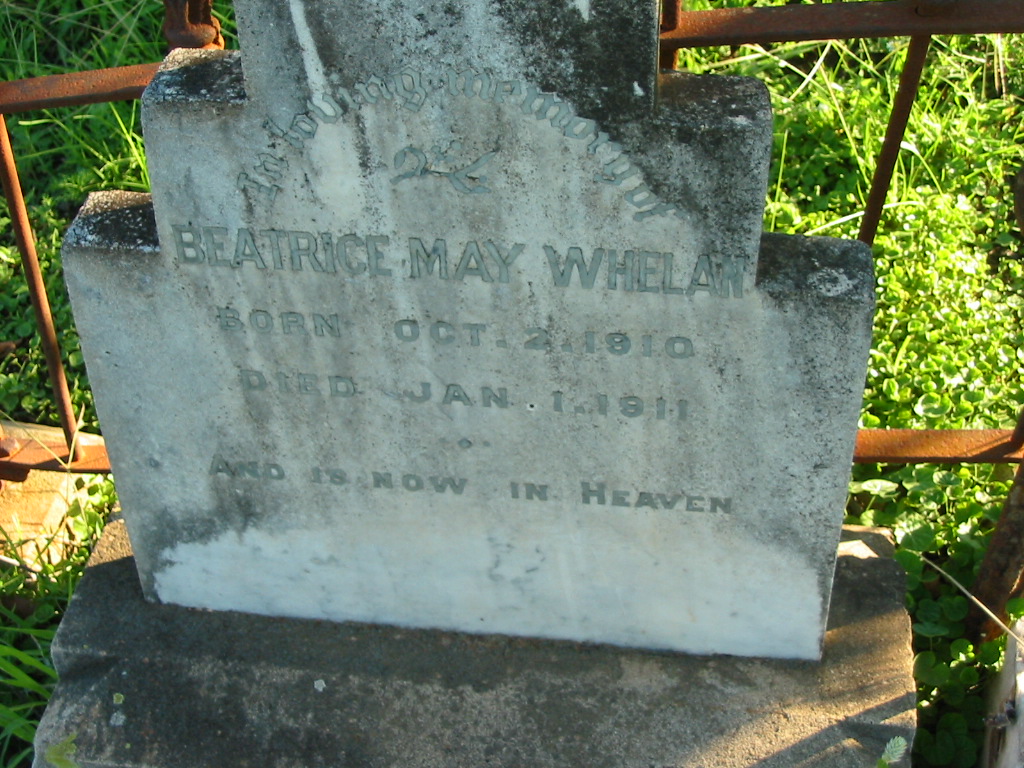 In loving memory of
BEATRICE MAY WHELAN
BORN OCT. 2. 1910
DIED JAN. 1. 1911
AND IS NOW IN HEAVEN